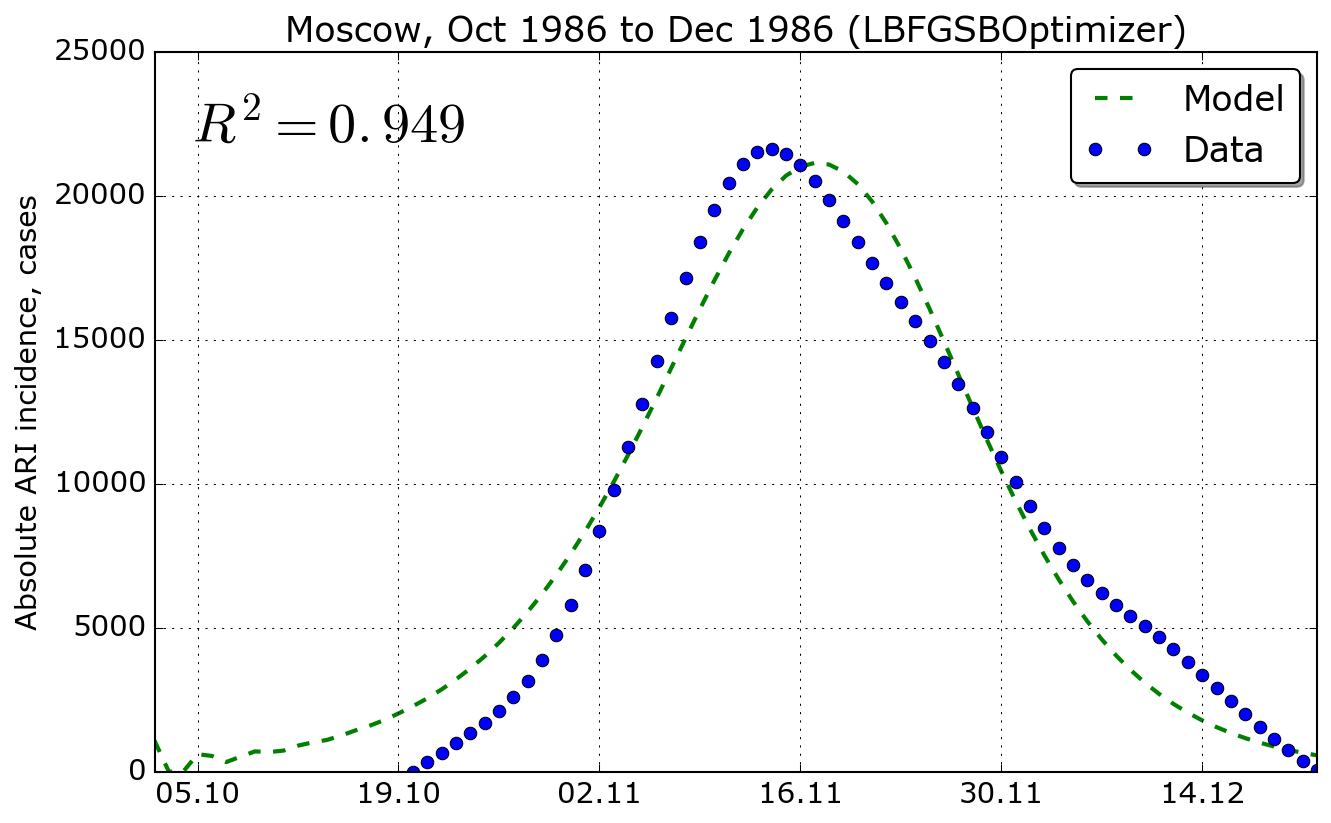 Moscow, Oct 1986 to Dec 1986 (LBFGSBOptimizer)
25000
20000
15000
10000
5000
0
Absolute ARI incidence, cases
R² = 0.949
Model
Data
05.10
19.10
02.11
16.11
30.11
14.12